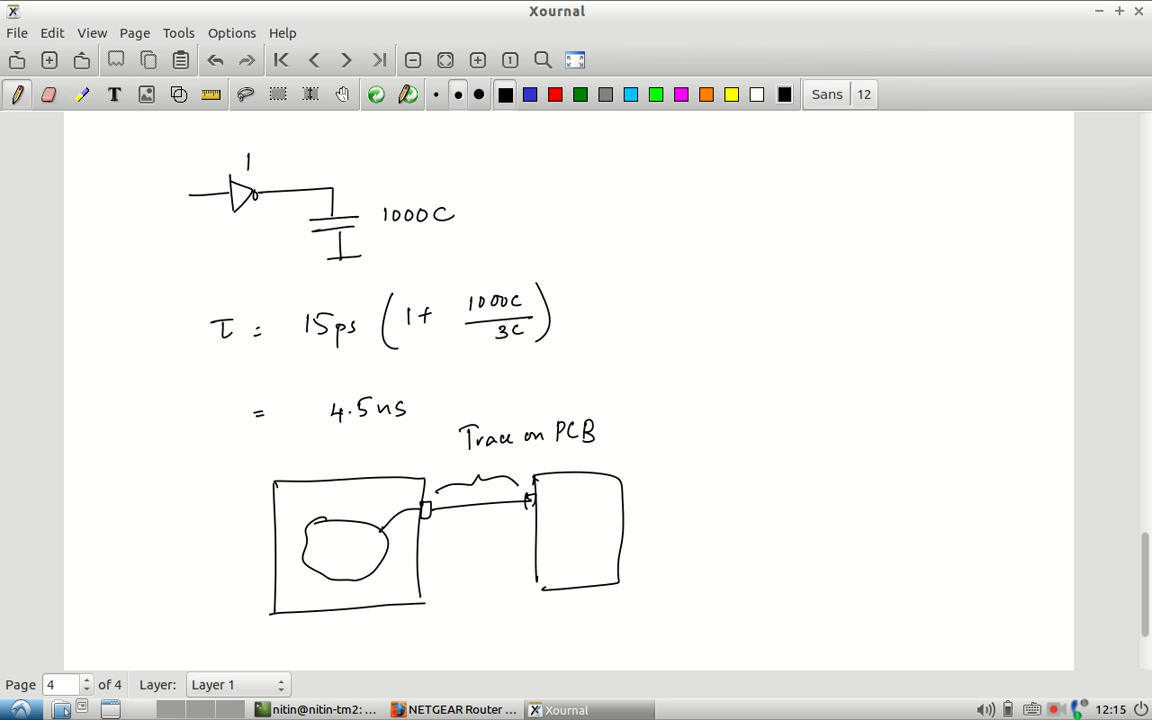 Xournal
File Edit View Page Tools Options Help
Sans 12
1
1000C
τ = 15ps ( 1 + 1000C / 3C )
= 4.5ns
Trace on PCB
Page 4 of 4 Layer: Layer 1
nitin@nitin-tm2: ... NETGEAR Router ... Xournal 12:15